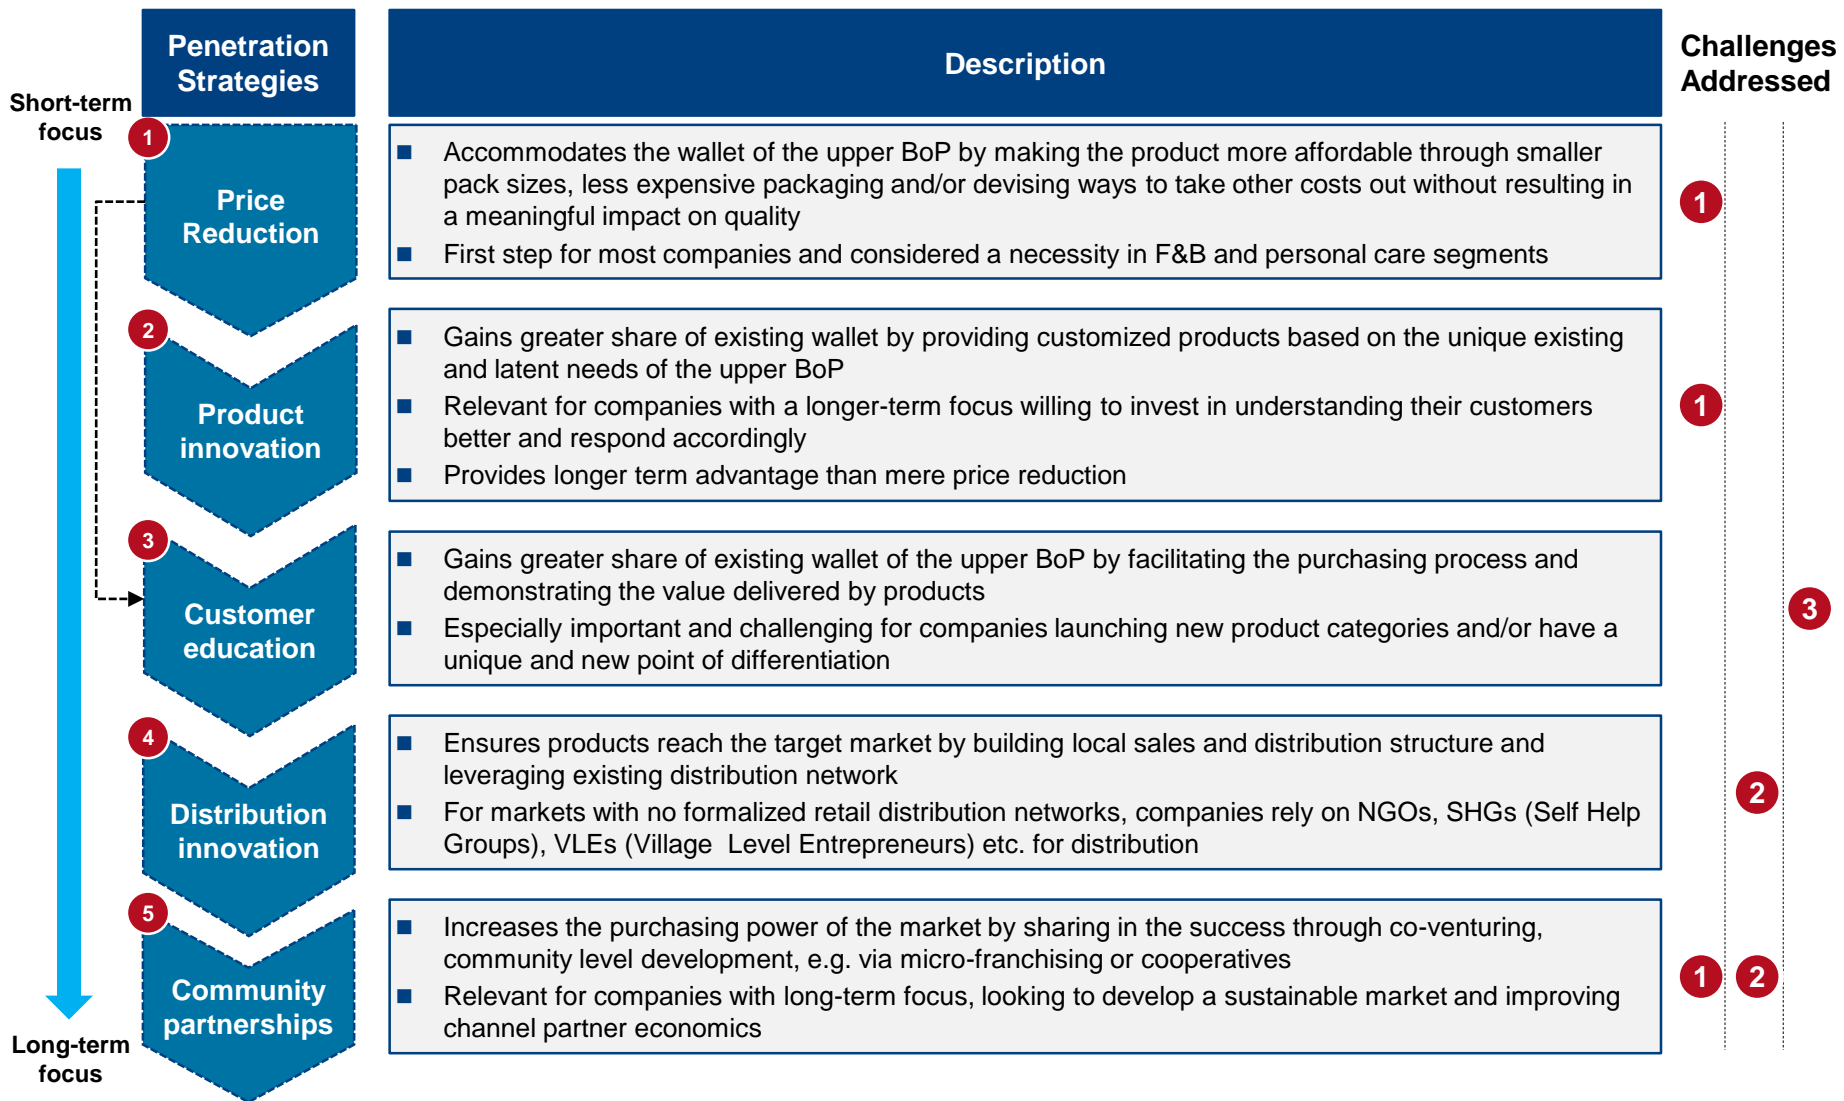 Penetration
Strategies
Description
Challenges
Addressed
Short-term
focus
1
Price
Reduction
■ Accommodates the wallet of the upper BoP by making the product more affordable through smaller
pack sizes, less expensive packaging and/or devising ways to take other costs out without resulting in
a meaningful impact on quality
■ First step for most companies and considered a necessity in F&B and personal care segments
1
2
Product
innovation
■ Gains greater share of existing wallet by providing customized products based on the unique existing
and latent needs of the upper BoP
■ Relevant for companies with a longer-term focus willing to invest in understanding their customers
better and respond accordingly
■ Provides longer term advantage than mere price reduction
1
3
Customer
education
■ Gains greater share of existing wallet of the upper BoP by facilitating the purchasing process and
demonstrating the value delivered by products
■ Especially important and challenging for companies launching new product categories and/or have a
unique and new point of differentiation
3
4
Distribution
innovation
■ Ensures products reach the target market by building local sales and distribution structure and
leveraging existing distribution network
■ For markets with no formalized retail distribution networks, companies rely on NGOs, SHGs (Self Help
Groups), VLEs (Village  Level Entrepreneurs) etc. for distribution
2
5
Community
partnerships
■ Increases the purchasing power of the market by sharing in the success through co-venturing,
community level development, e.g. via micro-franchising or cooperatives
■ Relevant for companies with long-term focus, looking to develop a sustainable market and improving
channel partner economics
1 2
Long-term
focus